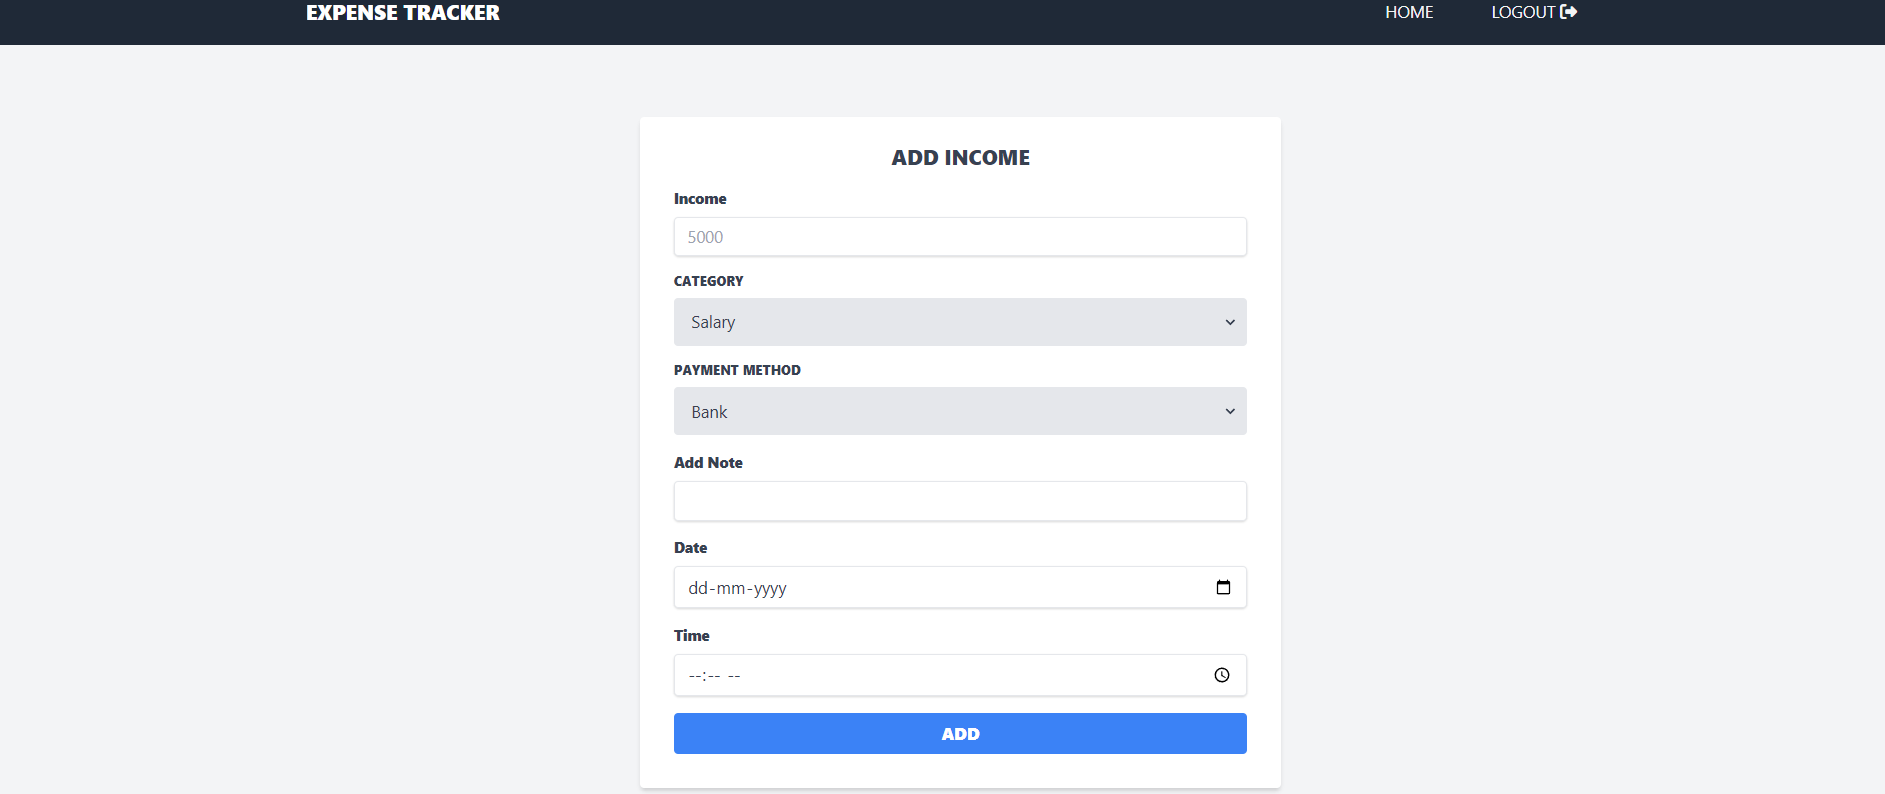 EXPENSE TRACKER HOME LOGOUT
ADD INCOME
Income
5000
CATEGORY
Salary
PAYMENT METHOD
Bank
Add Note
Date
dd-mm-yyyy
Time
--:-- --
ADD